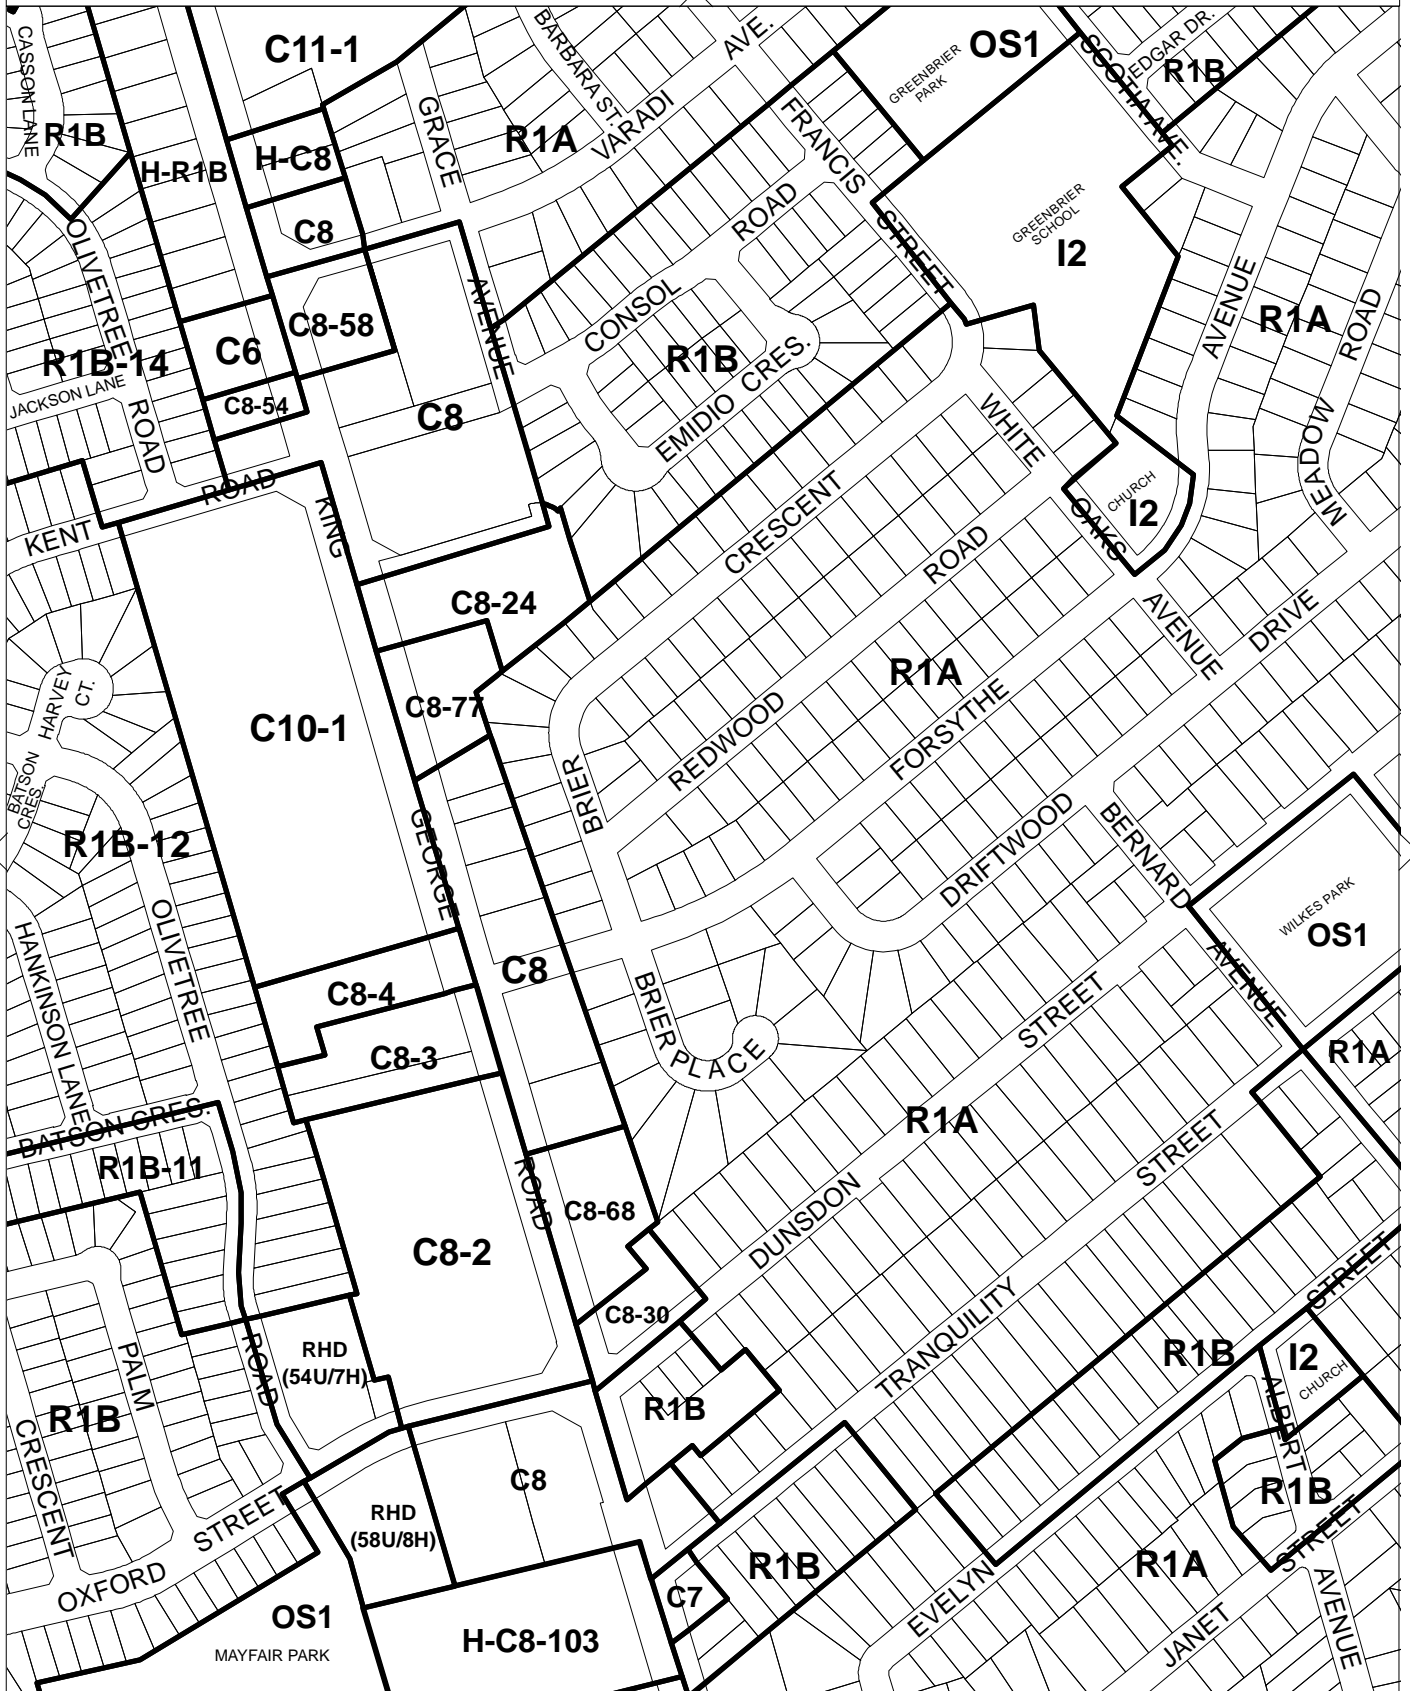 CASSON LANE
C11-1
BARBARA ST.
VARADI
AVE.
OS1
GREENBRIER
PARK
SCOTIA AVE.
EDGAR DR.
R1B
R1B
H-R1B
H-C8
GRACE
AVENUE
R1A
FRANCIS
STREET
GREENBRIER
SCHOOL
I2
C8
CONSOL
ROAD
OLIVETREE
ROAD
R1B-14
JACKSON LANE
C6
C8-58
C8-54
C8
R1B
EMIDIO CRES.
AVENUE
R1A
MEADOW
ROAD
KENT
ROAD
KING
GEORGE
ROAD
CRESCENT
WHITE
OAKS
AVENUE
CHURCH
I2
C8-24
REDWOOD
ROAD
R1A
FORSYTHE
DRIVE
HARVEY
CT.
BATSON
CRES.
C10-1
C8-77
BRIER
DRIFTWOOD
BERNARD
AVENUE
R1B-12
OLIVETREE
HANKINSON LANE
WILKES PARK
OS1
C8-4
C8
BRIER PLACE
STREET
C8-3
R1A
R1A
BATSON CRES.
R1B-11
C8-68
DUNSDON
STREET
C8-2
C8-30
TRANQUILITY
STREET
RHD
(54U/7H)
ROAD
PALM
CRESCENT
R1B
R1B
R1B
I2
CHURCH
ALBERT
AVENUE
C8
RHD
(58U/8H)
R1B
R1B
STREET
OXFORD
STREET
C7
R1A
EVELYN
JANET
OS1
MAYFAIR PARK
H-C8-103